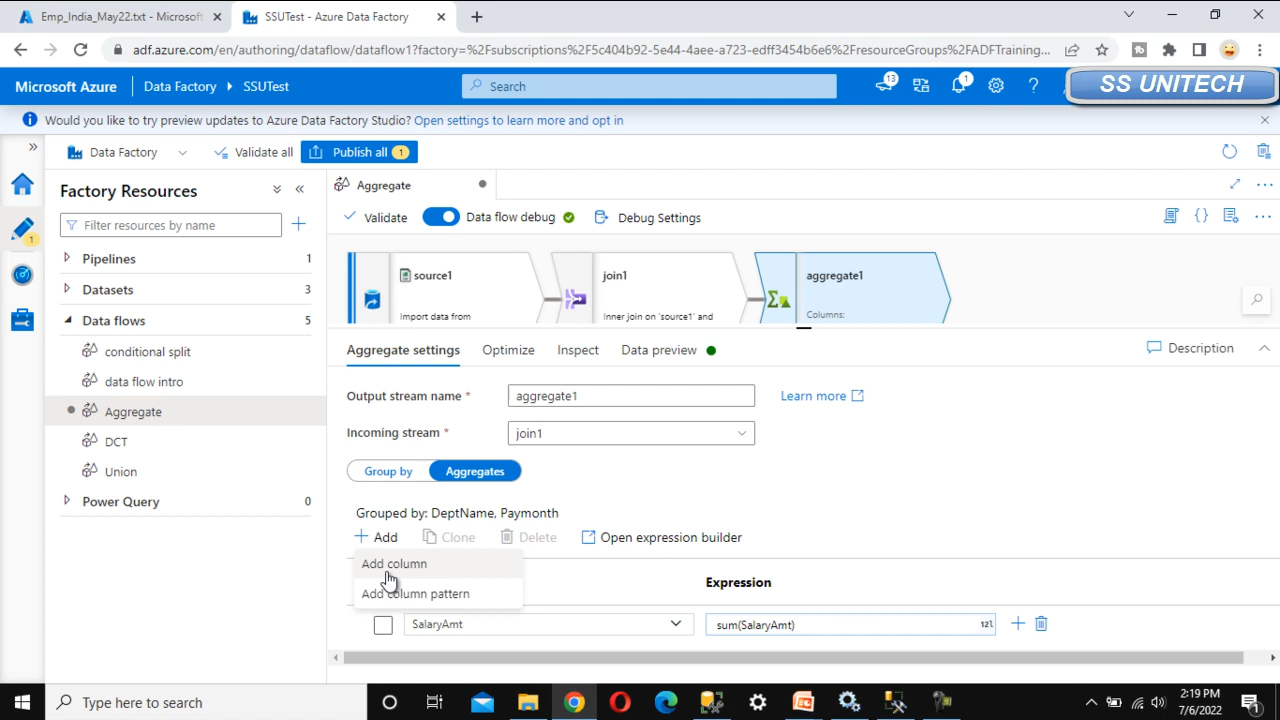 Emp_India_May22.txt - Microsoft
SSUTest - Azure Data Factory
adf.azure.com/en/authoring/dataflow/dataflow1?factory=%2Fsubscriptions%2F5c404b92-5e44-4aee-a723-edff3454b6e6%2FresourceGroups%2FADFTraining...
Microsoft Azure
Data Factory
SSUTest
Search
13
1
SS UNITECH
Would you like to try preview updates to Azure Data Factory Studio? Open settings to learn more and opt in
Data Factory
Validate all
Publish all 1
Factory Resources
Aggregate
Filter resources by name
Validate
Data flow debug
Debug Settings
1
Pipelines 1
Datasets 3
Data flows 5
conditional split
data flow intro
Aggregate
DCT
Union
Power Query 0
source1
Import data from
join1
Inner join on 'source1' and
aggregate1
Columns:
Aggregate settings
Optimize
Inspect
Data preview
Description
Output stream name *
aggregate1
Learn more
Incoming stream *
join1
Group by
Aggregates
Grouped by: DeptName, Paymonth
Add
Clone
Delete
Open expression builder
Add column
Add column pattern
Expression
SalaryAmt
sum(SalaryAmt)
12l
Type here to search
2:19 PM
7/6/2022
1